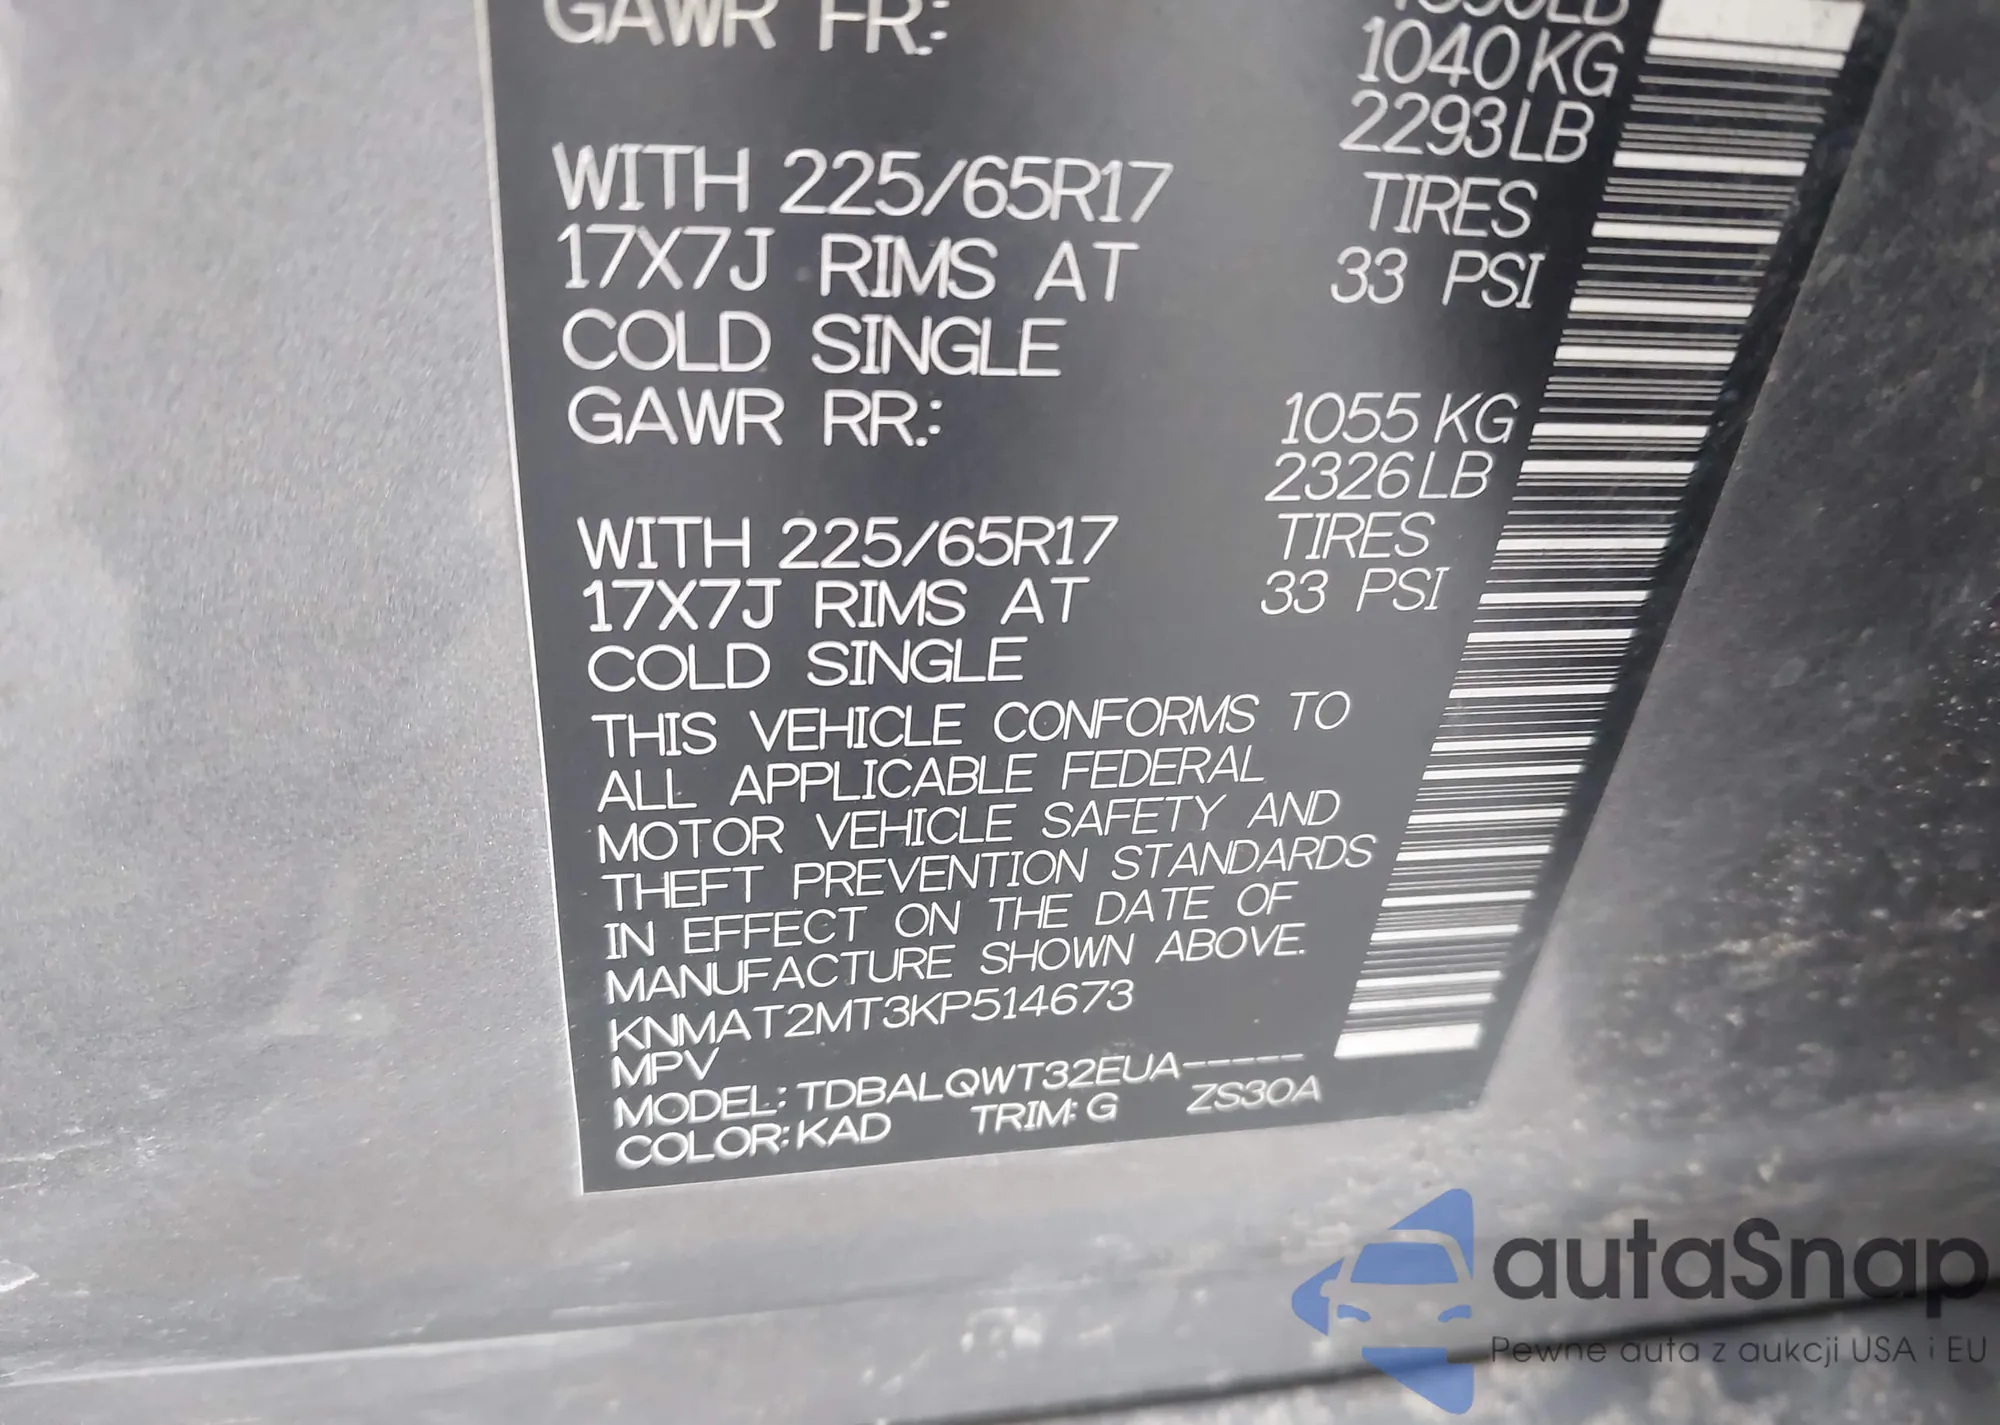 GAWR FR.:
1040 KG
2293 LB
WITH 225/65R17 TIRES
17X7J RIMS AT 33 PSI
COLD SINGLE
GAWR RR.: 1055 KG
2326 LB
WITH 225/65R17 TIRES
17X7J RIMS AT 33 PSI
COLD SINGLE
THIS VEHICLE CONFORMS TO
ALL APPLICABLE FEDERAL
MOTOR VEHICLE SAFETY AND
THEFT PREVENTION STANDARDS
IN EFFECT ON THE DATE OF
MANUFACTURE SHOWN ABOVE.
KNMAT2MT3KP514673
MPV
MODEL: TDBALQWT32EUA-----
COLOR: KAD TRIM: G ZS30A
autaSnap
Pewne auta z aukcji USA i EU